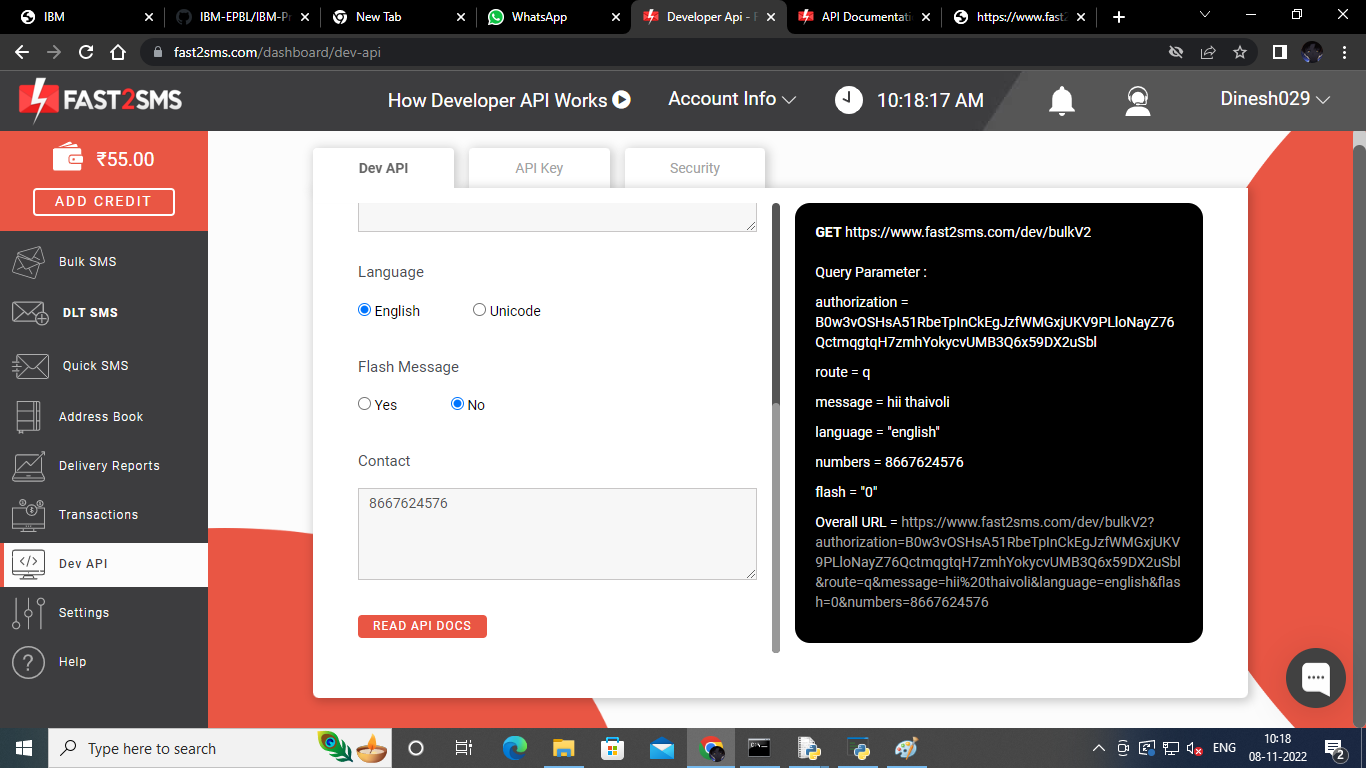 IBM
IBM-EPBL/IBM-Pr
New Tab
WhatsApp
Developer Api - F
API Documentati
https://www.fast2
fast2sms.com/dashboard/dev-api
FAST2SMS
How Developer API Works
Account Info
10:18:17 AM
Dinesh029
₹55.00
ADD CREDIT
Bulk SMS
DLT SMS
Quick SMS
Address Book
Delivery Reports
Transactions
Dev API
Settings
Help
Dev API
API Key
Security
Language
English
Unicode
Flash Message
Yes
No
Contact
8667624576
READ API DOCS
GET https://www.fast2sms.com/dev/bulkV2
Query Parameter :
authorization =
B0w3vOSHsA51RbeTpInCkEgJzfWMGxjUKV9PLloNayZ76
QctmqgtqH7zmhYokycvUMB3Q6x59DX2uSbl
route = q
message = hii thaivoli
language = "english"
numbers = 8667624576
flash = "0"
Overall URL = https://www.fast2sms.com/dev/bulkV2?
authorization=B0w3vOSHsA51RbeTpInCkEgJzfWMGxjUKV
9PLloNayZ76QctmqgtqH7zmhYokycvUMB3Q6x59DX2uSbl
&route=q&message=hii%20thaivoli&language=english&flas
h=0&numbers=8667624576
Type here to search
ENG
10:18
08-11-2022
2